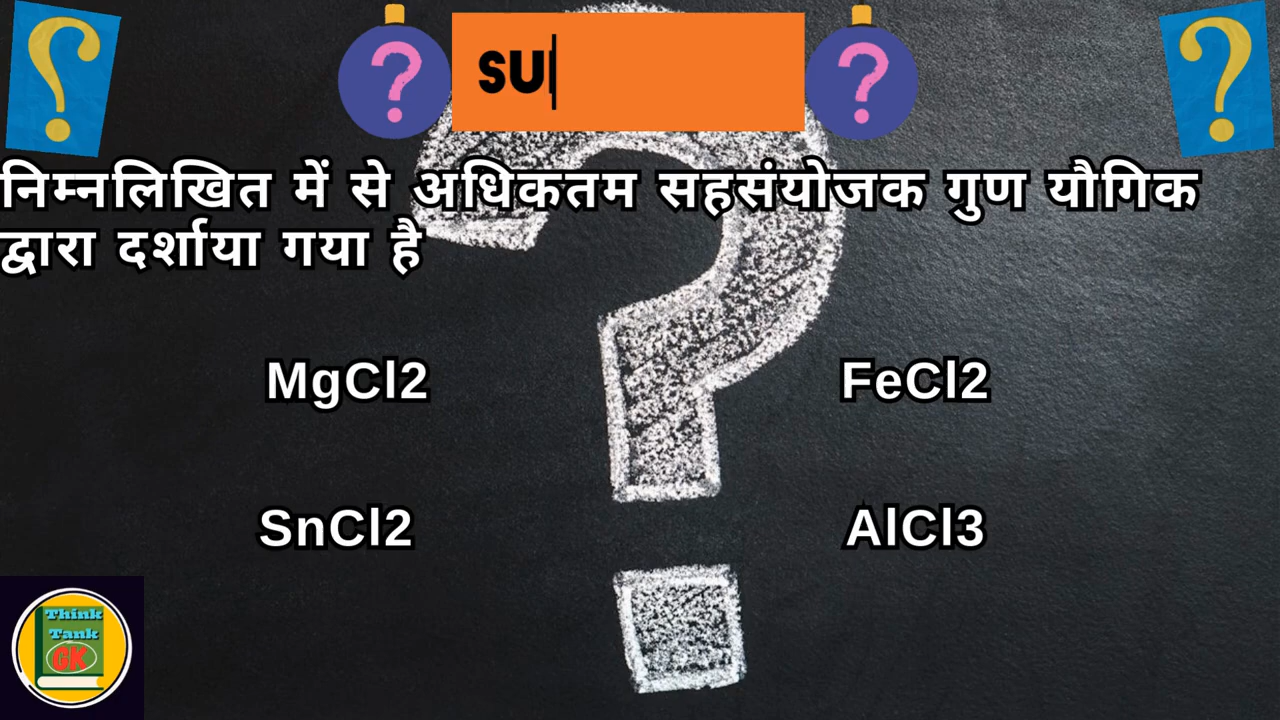 SU
निम्नलिखित में से अधिकतम सहसंयोजक गुण यौगिक
द्वारा दर्शाया गया है
MgCl2
FeCl2
SnCl2
AlCl3
Think
Tank
GK